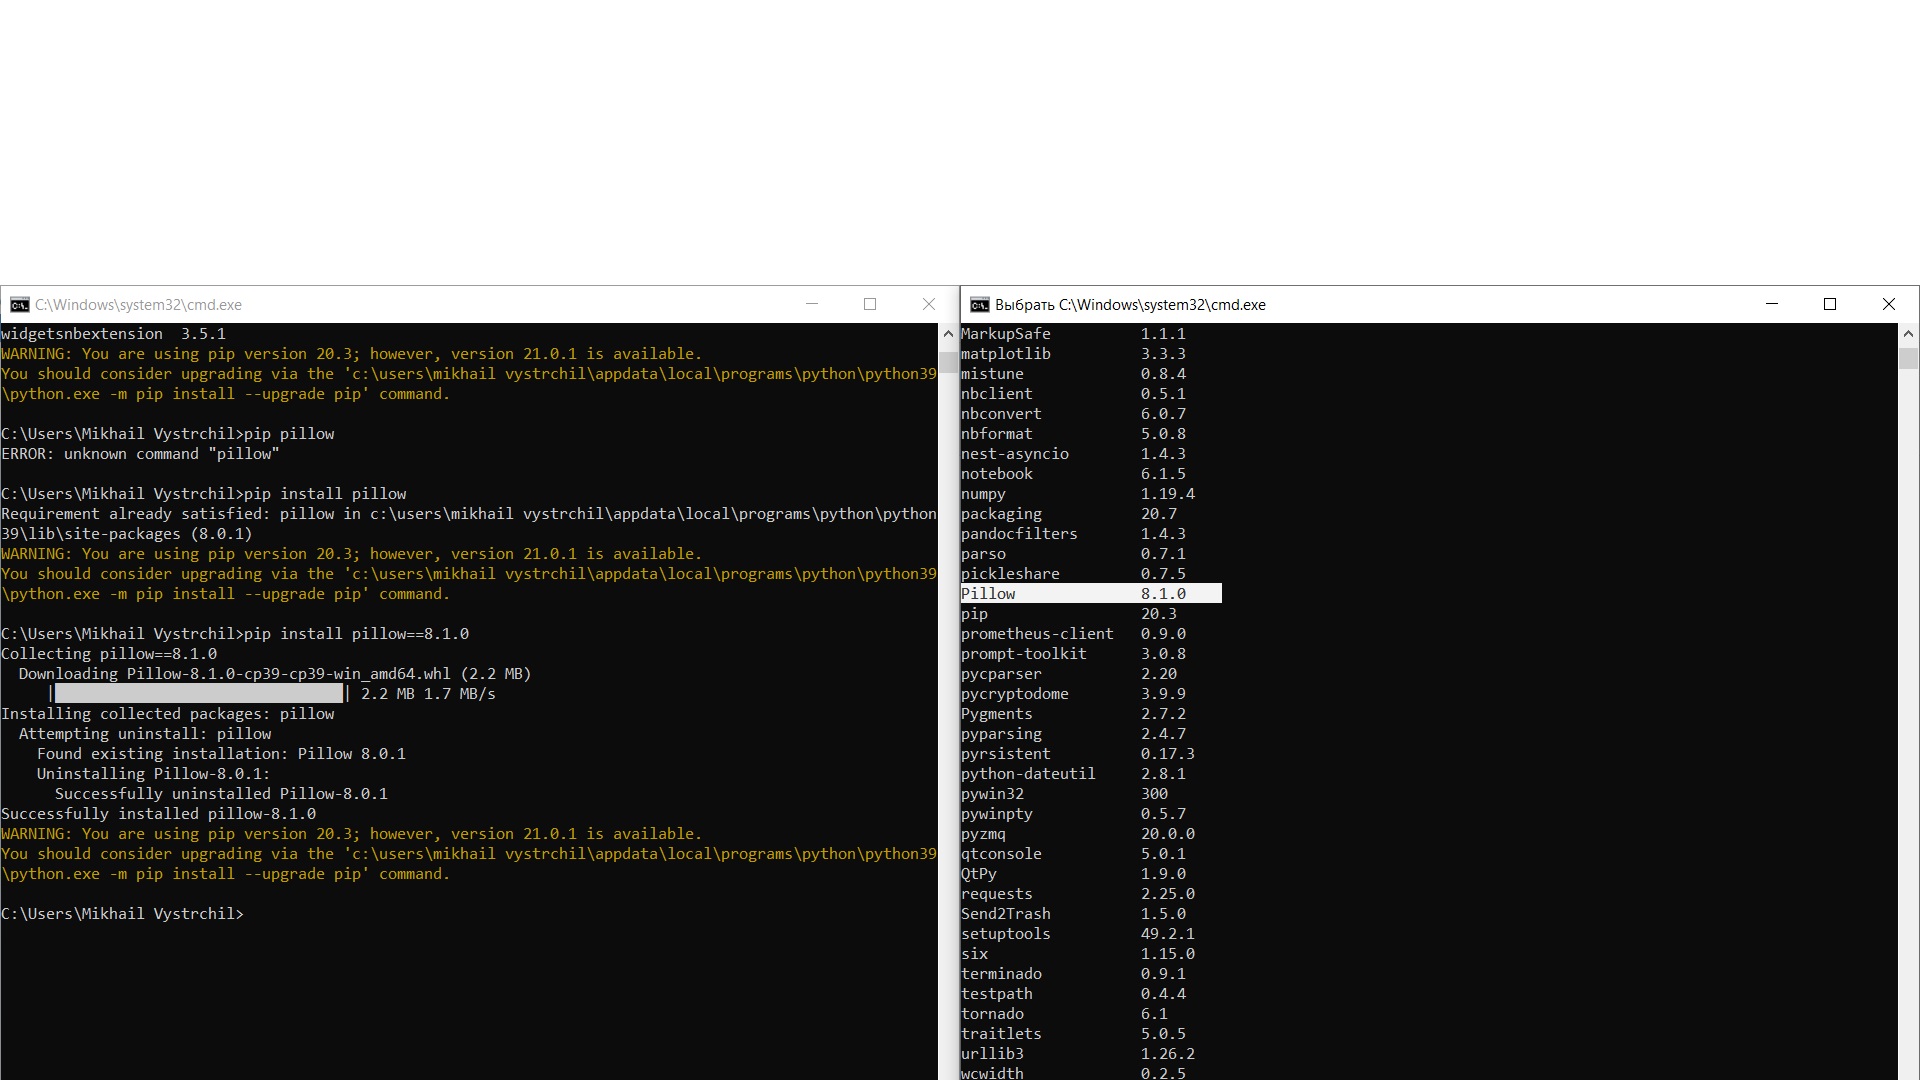 C:\Windows\system32\cmd.exe
widgetsnbextension  3.5.1
WARNING: You are using pip version 20.3; however, version 21.0.1 is available.
You should consider upgrading via the 'c:\users\mikhail vystrchil\appdata\local\programs\python\python39
\python.exe -m pip install --upgrade pip' command.
C:\Users\Mikhail Vystrchil>pip pillow
ERROR: unknown command "pillow"
C:\Users\Mikhail Vystrchil>pip install pillow
Requirement already satisfied: pillow in c:\users\mikhail vystrchil\appdata\local\programs\python\python
39\lib\site-packages (8.0.1)
WARNING: You are using pip version 20.3; however, version 21.0.1 is available.
You should consider upgrading via the 'c:\users\mikhail vystrchil\appdata\local\programs\python\python39
\python.exe -m pip install --upgrade pip' command.
C:\Users\Mikhail Vystrchil>pip install pillow==8.1.0
Collecting pillow==8.1.0
  Downloading Pillow-8.1.0-cp39-cp39-win_amd64.whl (2.2 MB)
     |████████████████████████████████| 2.2 MB 1.7 MB/s
Installing collected packages: pillow
  Attempting uninstall: pillow
    Found existing installation: Pillow 8.0.1
    Uninstalling Pillow-8.0.1:
      Successfully uninstalled Pillow-8.0.1
Successfully installed pillow-8.1.0
WARNING: You are using pip version 20.3; however, version 21.0.1 is available.
You should consider upgrading via the 'c:\users\mikhail vystrchil\appdata\local\programs\python\python39
\python.exe -m pip install --upgrade pip' command.
C:\Users\Mikhail Vystrchil>
Выбрать C:\Windows\system32\cmd.exe
MarkupSafe          1.1.1
matplotlib          3.3.3
mistune             0.8.4
nbclient            0.5.1
nbconvert           6.0.7
nbformat            5.0.8
nest-asyncio        1.4.3
notebook            6.1.5
numpy               1.19.4
packaging           20.7
pandocfilters       1.4.3
parso               0.7.1
pickleshare         0.7.5
Pillow              8.1.0
pip                 20.3
prometheus-client   0.9.0
prompt-toolkit      3.0.8
pycparser           2.20
pycryptodome        3.9.9
Pygments            2.7.2
pyparsing           2.4.7
pyrsistent          0.17.3
python-dateutil     2.8.1
pywin32             300
pywinpty            0.5.7
pyzmq               20.0.0
qtconsole           5.0.1
QtPy                1.9.0
requests            2.25.0
Send2Trash          1.5.0
setuptools          49.2.1
six                 1.15.0
terminado           0.9.1
testpath            0.4.4
tornado             6.1
traitlets           5.0.5
urllib3             1.26.2
wcwidth             0.2.5